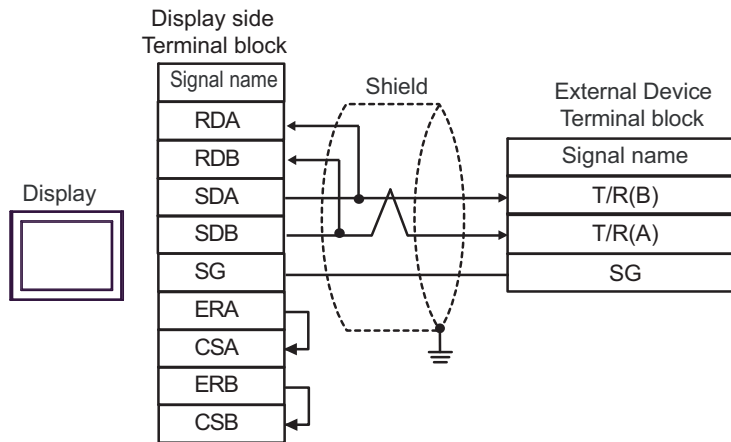 Display side
Terminal block
Signal name
RDA
RDB
SDA
SDB
SG
ERA
CSA
ERB
CSB
Display
Shield
External Device
Terminal block
Signal name
T/R(B)
T/R(A)
SG